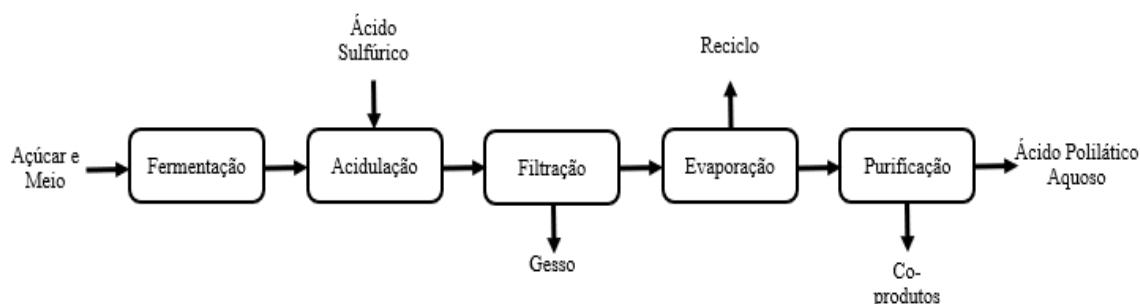 Açúcar e
Meio
Fermentação
Ácido
Sulfúrico
Acidulação
Filtração
Gesso
Reciclo
Evaporação
Purificação
Co-
produtos
Ácido Polilático
Aquoso